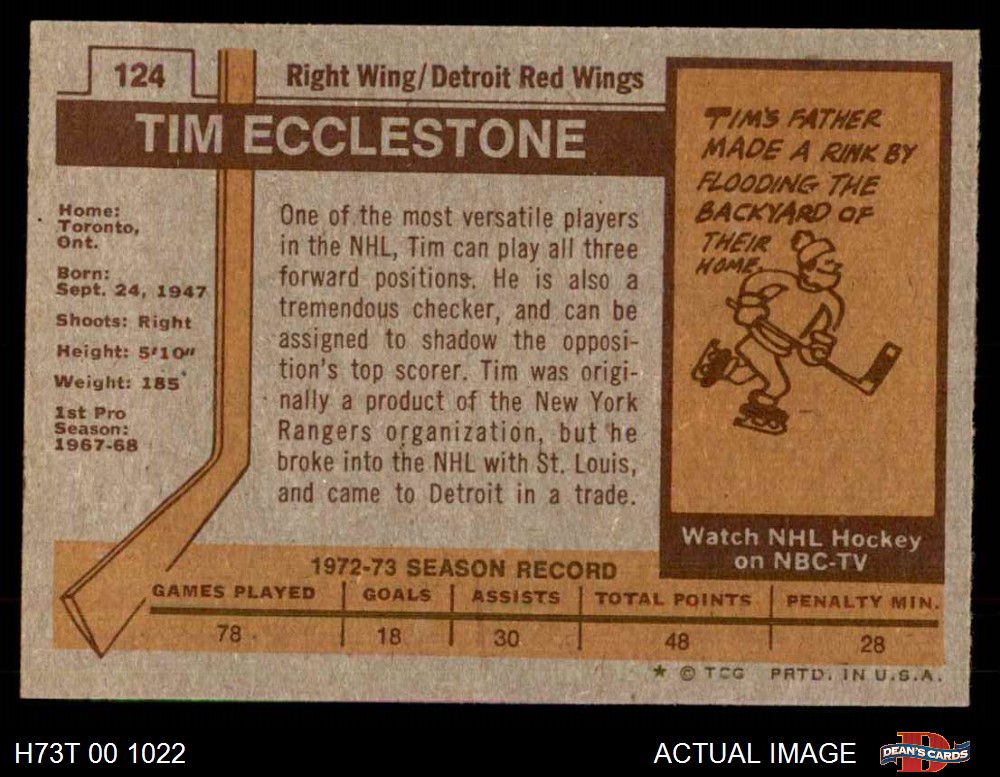 124
Right Wing/Detroit Red Wings
TIM ECCLESTONE
Home:
Toronto,
Ont.
Born:
Sept. 24, 1947
Shoots: Right
Height: 5'10"
Weight: 185
1st Pro
Season:
1967-68
One of the most versatile players
in the NHL, Tim can play all three
forward positions. He is also a
tremendous checker, and can be
assigned to shadow the opposi-
tion's top scorer. Tim was origi-
nally a product of the New York
Rangers organization, but he
broke into the NHL with St. Louis,
and came to Detroit in a trade.
TIM'S FATHER
MADE A RINK BY
FLOODING THE
BACKYARD OF
THEIR
HOME.
Watch NHL Hockey
on NBC-TV
1972-73 SEASON RECORD
GAMES PLAYED GOALS ASSISTS TOTAL POINTS PENALTY MIN.
78 18 30 48 28
* © TCG PRTD. IN U.S.A.
H73T 00 1022
ACTUAL IMAGE
D
DEAN'S CARDS